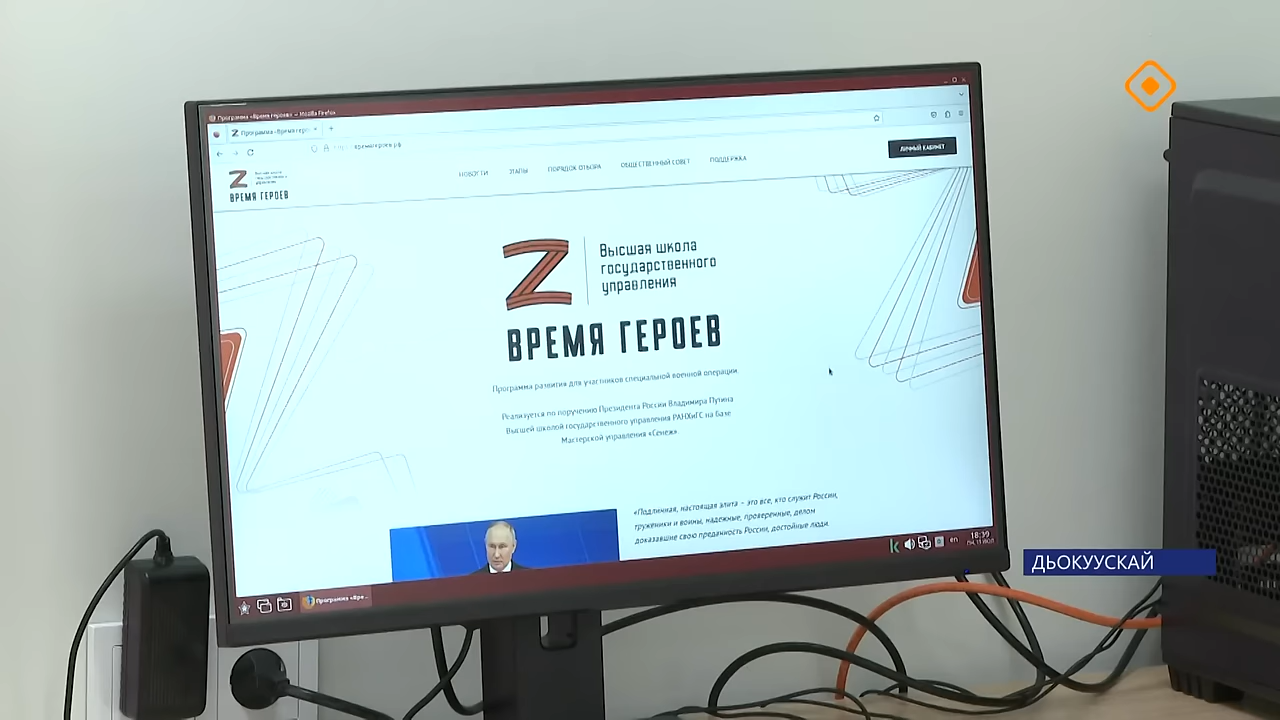 Программа «Время героев» — Mozilla Firefox
Программа «Время геро
времягероев.рф
ВРЕМЯ ГЕРОЕВ
НОВОСТИ
ЭТАПЫ
ПОРЯДОК ОТБОРА
ОБЩЕСТВЕННЫЙ СОВЕТ
ПОДДЕРЖКА
ЛИЧНЫЙ КАБИНЕТ
Высшая школа
государственного
управления
ВРЕМЯ ГЕРОЕВ
Программа развития для участников специальной военной операции.
Реализуется по поручению Президента России Владимира Путина
Высшей школой государственного управления РАНХиГС на базе
Мастерской управления «Сенеж».
«Подлинная, настоящая элита – это все, кто служит России,
труженики и воины, надежные, проверенные, делом
доказавшие свою преданность России, достойные люди.
Программа «Вре...
en
18:39
ДЬОКУУСКАЙ